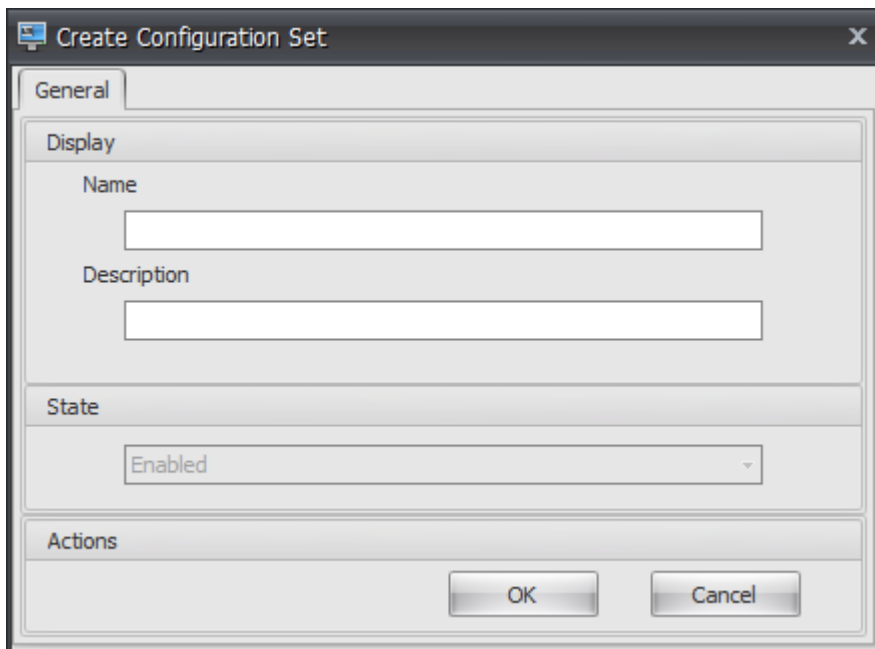 Create Configuration Set
General
Display
Name
Description
State
Enabled
Actions
OK Cancel